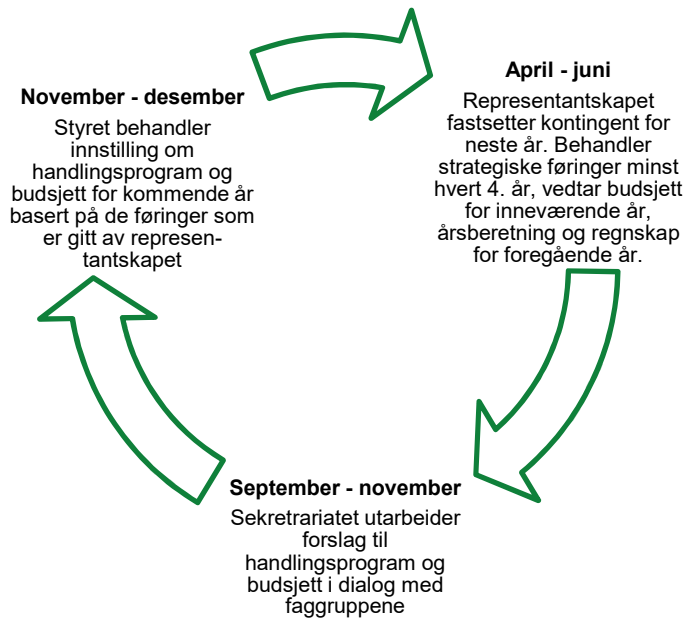 November - desember
Styret behandler
innstilling om
handlingsprogram og
budsjett for kommende år
basert på de føringer som
er gitt av represen-
tantskapet
April - juni
Representantskapet
fastsetter kontingent for
neste år. Behandler
strategiske føringer minst
hvert 4. år, vedtar budsjett
for inneværende år,
årsberetning og regnskap
for foregående år.
September - november
Sekretrariatet utarbeider
forslag til
handlingsprogram og
budsjett i dialog med
faggruppene